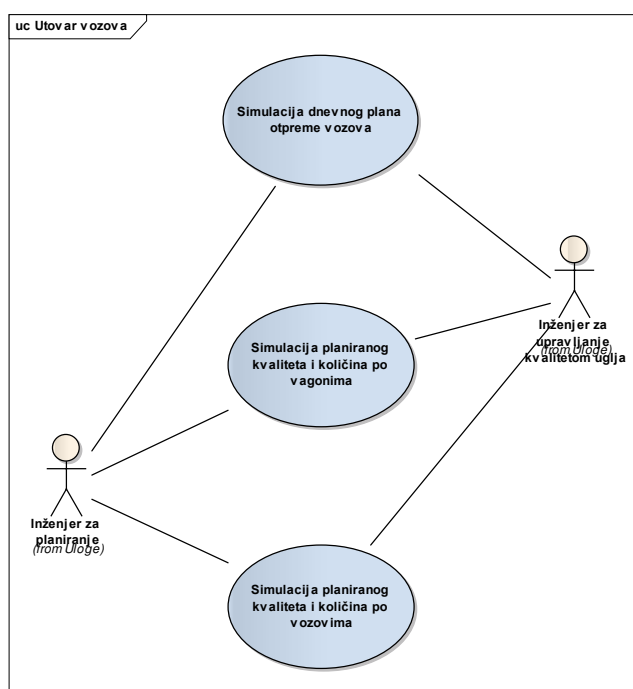 uc Utovar vozova
Simulacija dnevnog plana
otpreme vozova
Inženjer za
upravljanje
(from Uloge)
kvalitetom uglja
Simulacija planiranog
kvaliteta i količina po
vagonima
Inženjer za
planiranje
(from Uloge)
Simulacija planiranog
kvaliteta i količina po
vozovima